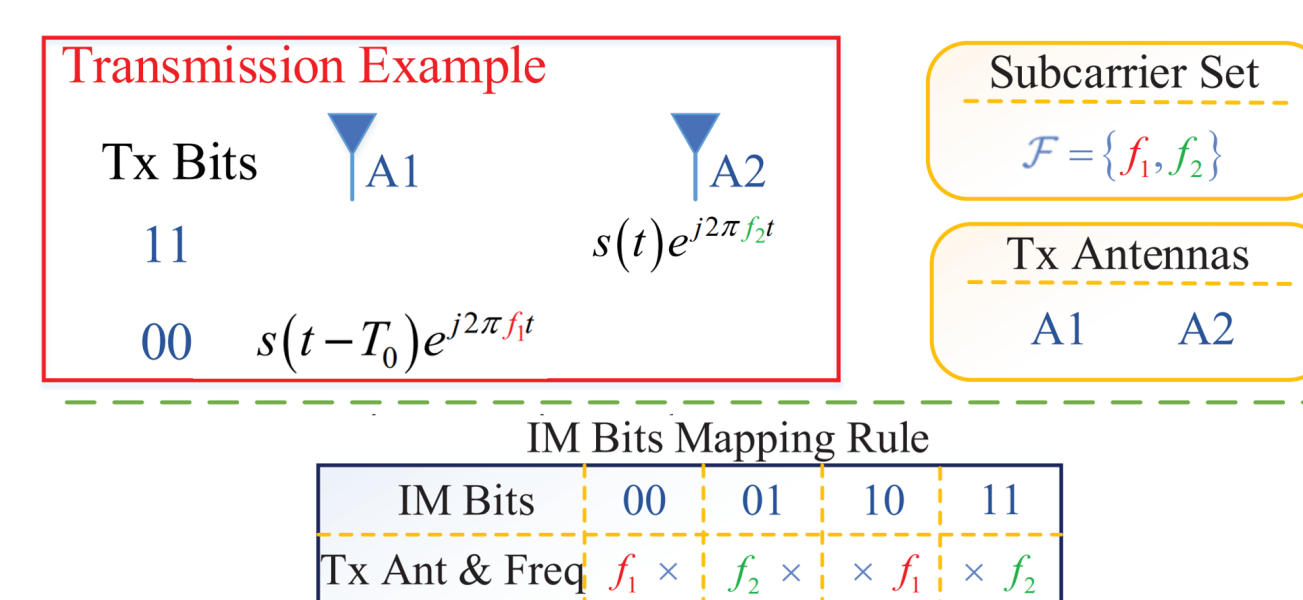 Transmission Example
Tx Bits A1 A2
11 s(t)e^{j2πf₂t}
00 s(t−T₀)e^{j2πf₁t}
Subcarrier Set
ℱ = {f₁, f₂}
Tx Antennas
A1 A2
IM Bits Mapping Rule
IM Bits 00 01 10 11
Tx Ant & Freq f₁ × f₂ × × f₁ × f₂